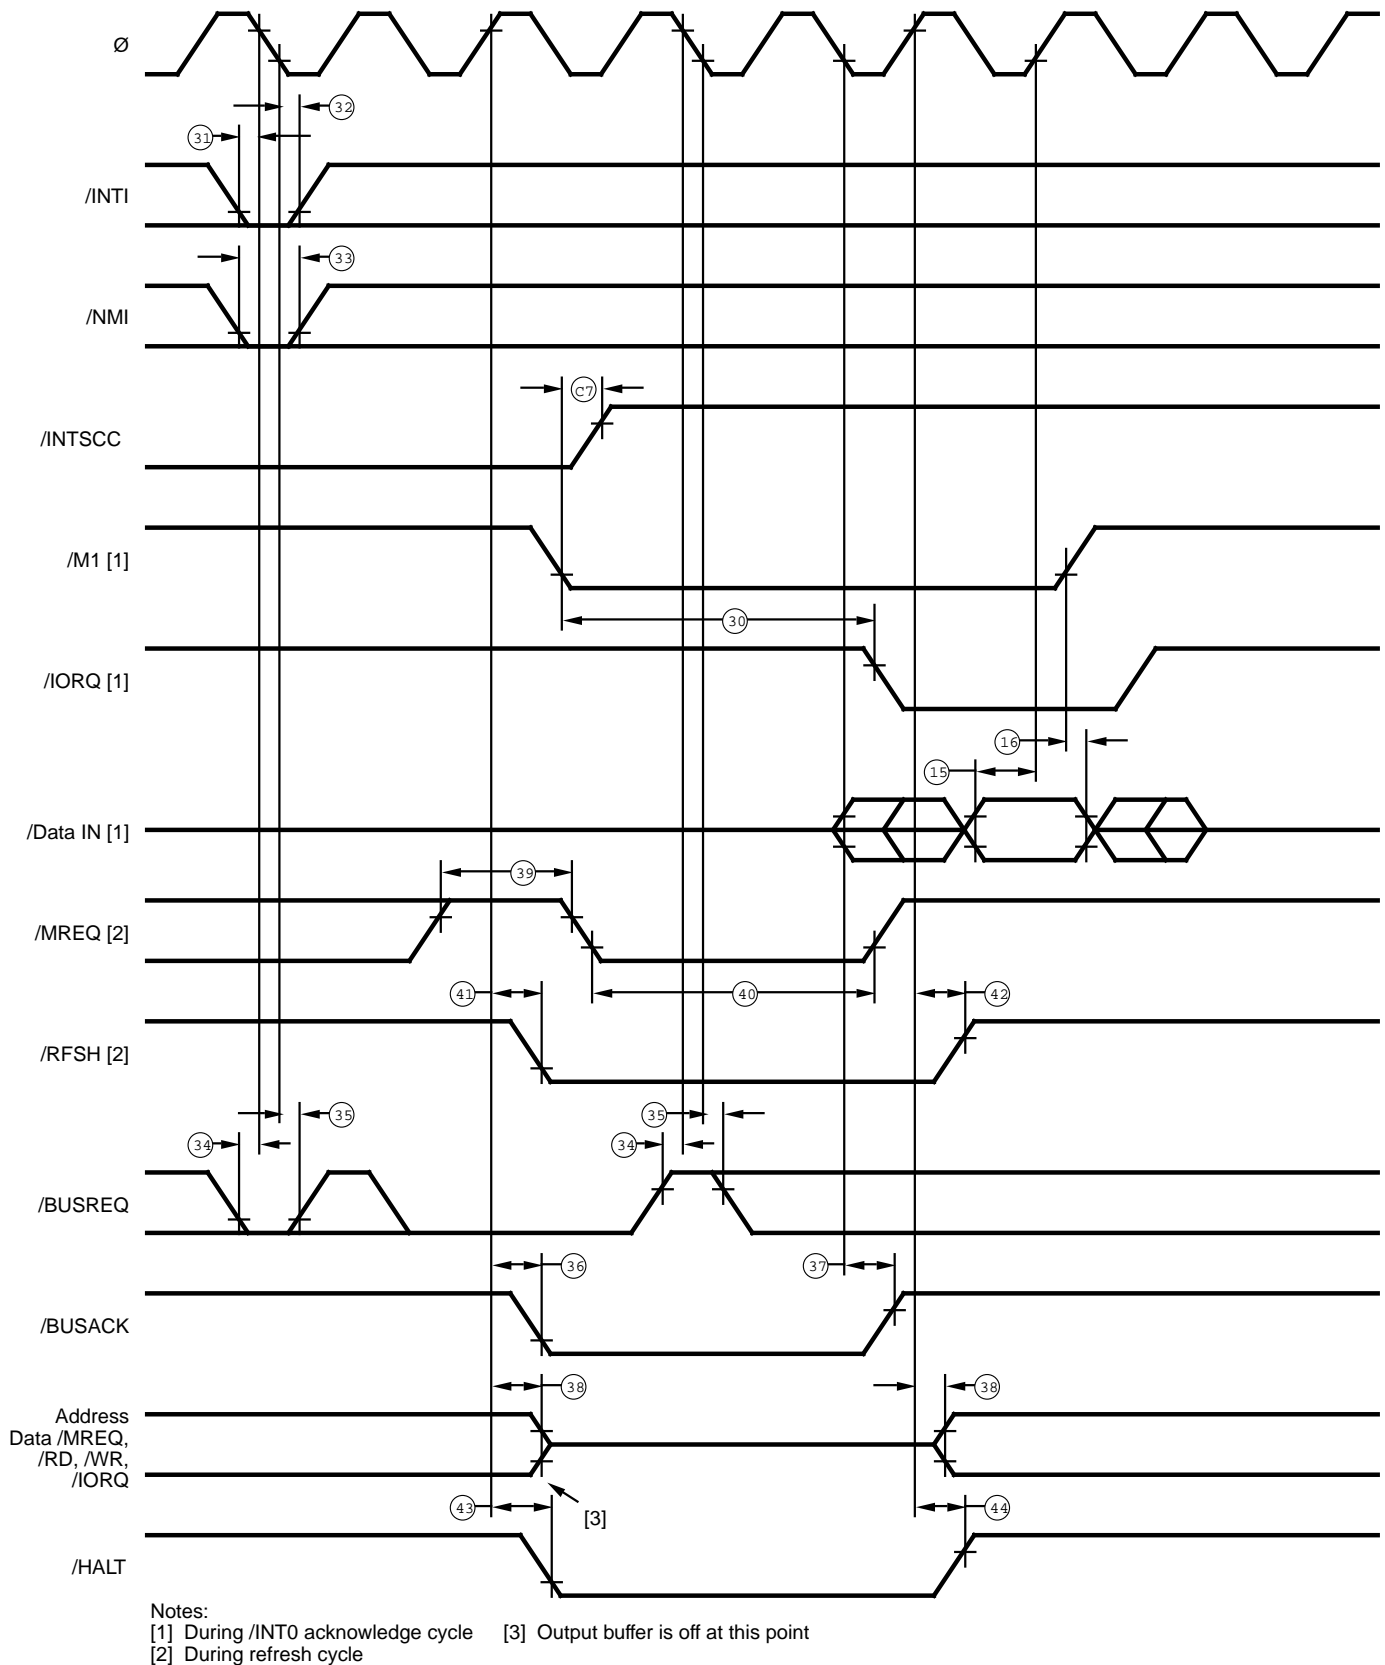 Ø
32
31
/INTI
33
/NMI
C7
/INTSCC
/M1 [1]
30
/IORQ [1]
16
15
/Data IN [1]
39
/MREQ [2]
41
40
42
/RFSH [2]
35
35
34
34
/BUSREQ
36
37
/BUSACK
38
38
Address
Data /MREQ,
/RD, /WR,
/IORQ
43
[3]
44
/HALT
Notes:
[1] During /INT0 acknowledge cycle [3] Output buffer is off at this point
[2] During refresh cycle